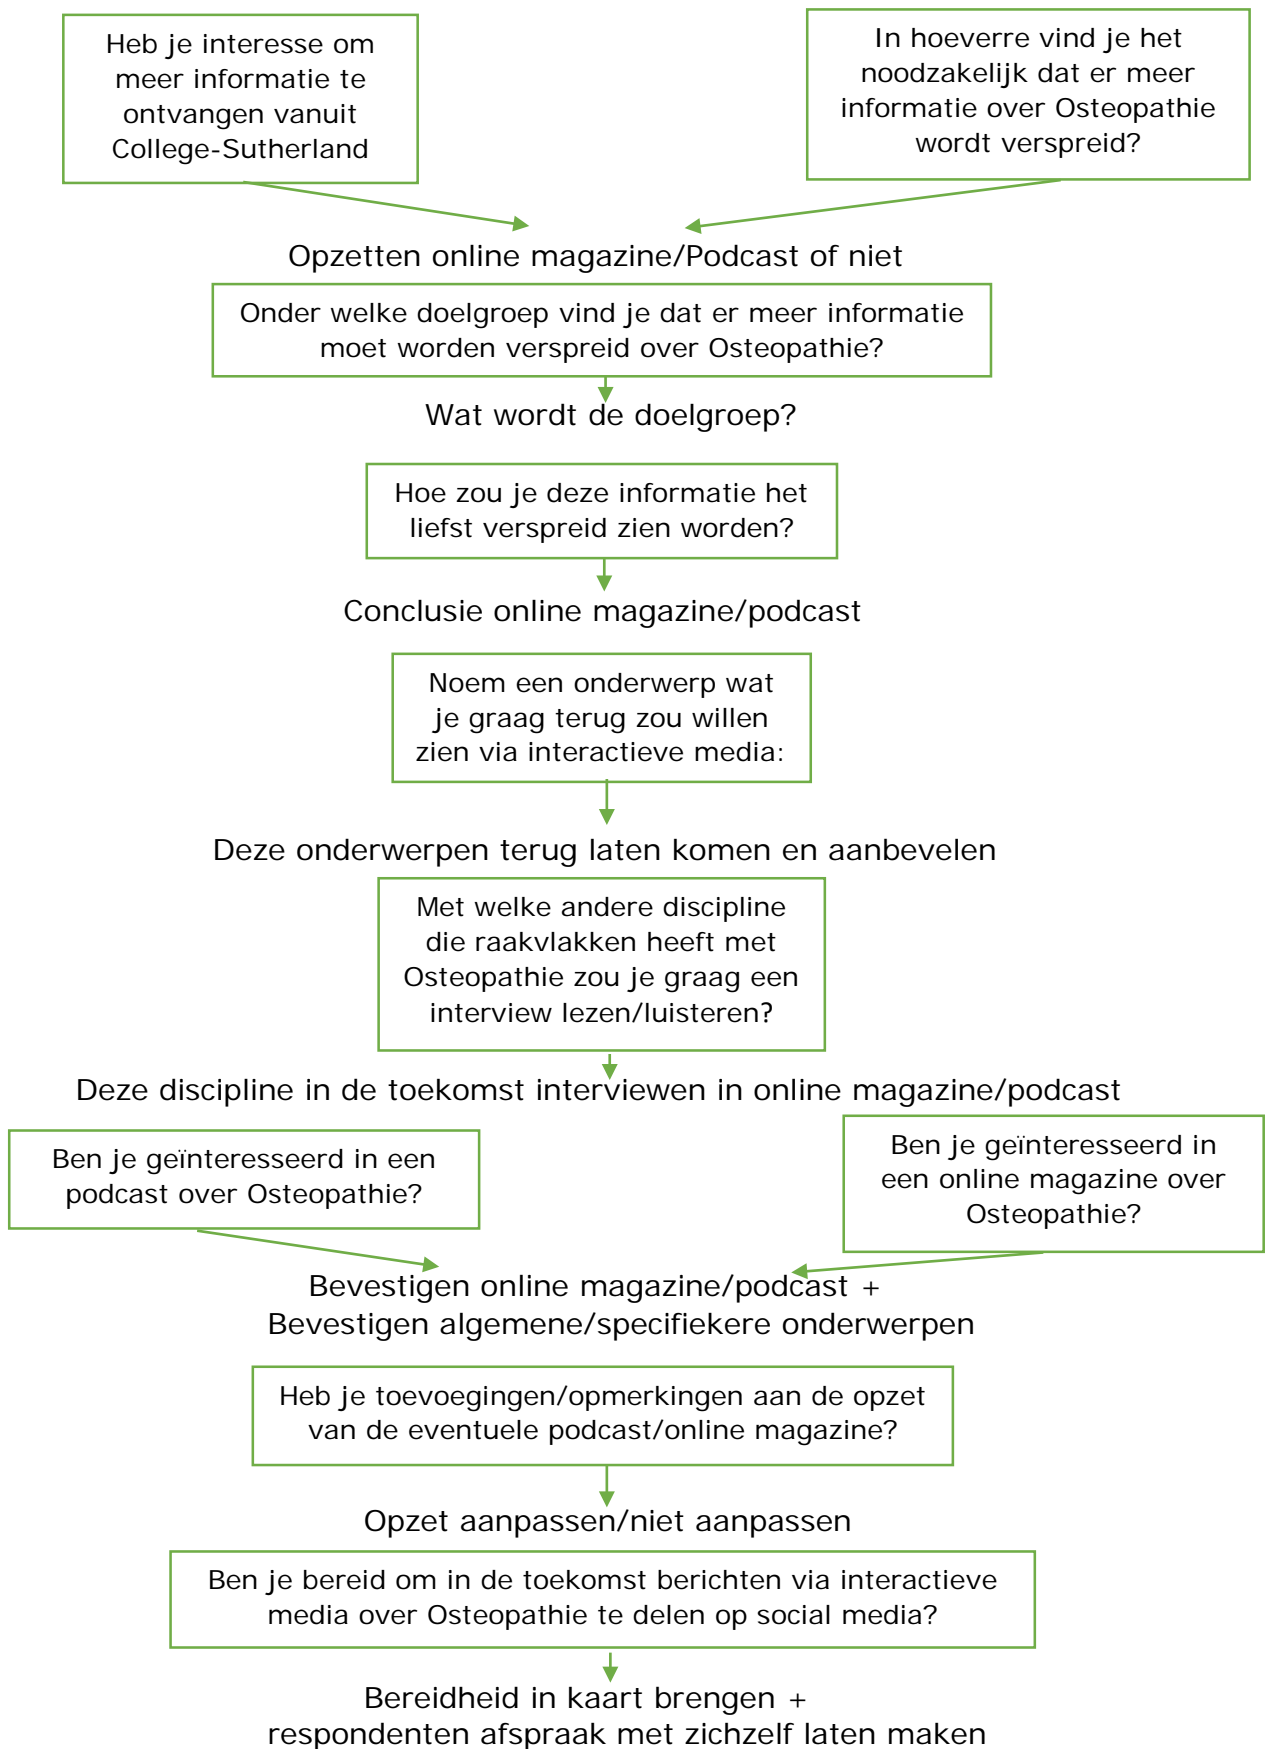 Heb je interesse om
meer informatie te
ontvangen vanuit
College-Sutherland
In hoeverre vind je het
noodzakelijk dat er meer
informatie over Osteopathie
wordt verspreid?
Opzetten online magazine/Podcast of niet
Onder welke doelgroep vind je dat er meer informatie
moet worden verspreid over Osteopathie?
Wat wordt de doelgroep?
Hoe zou je deze informatie het
liefst verspreid zien worden?
Conclusie online magazine/podcast
Noem een onderwerp wat
je graag terug zou willen
zien via interactieve media:
Deze onderwerpen terug laten komen en aanbevelen
Met welke andere discipline
die raakvlakken heeft met
Osteopathie zou je graag een
interview lezen/luisteren?
Deze discipline in de toekomst interviewen in online magazine/podcast
Ben je geïnteresseerd in een
podcast over Osteopathie?
Ben je geïnteresseerd in
een online magazine over
Osteopathie?
Bevestigen online magazine/podcast +
Bevestigen algemene/specifiekere onderwerpen
Heb je toevoegingen/opmerkingen aan de opzet
van de eventuele podcast/online magazine?
Opzet aanpassen/niet aanpassen
Ben je bereid om in de toekomst berichten via interactieve
media over Osteopathie te delen op social media?
Bereidheid in kaart brengen +
respondenten afspraak met zichzelf laten maken